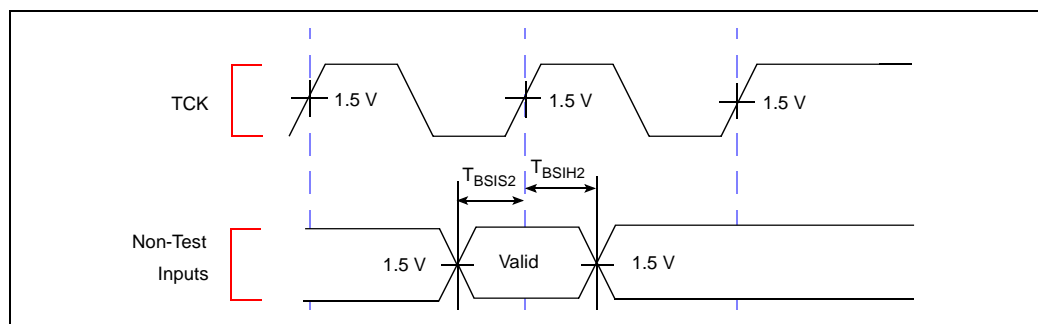 TCK
1.5 V
1.5 V
1.5 V
TBSIS2
TBSIH2
Non-Test
Inputs
1.5 V
Valid
1.5 V